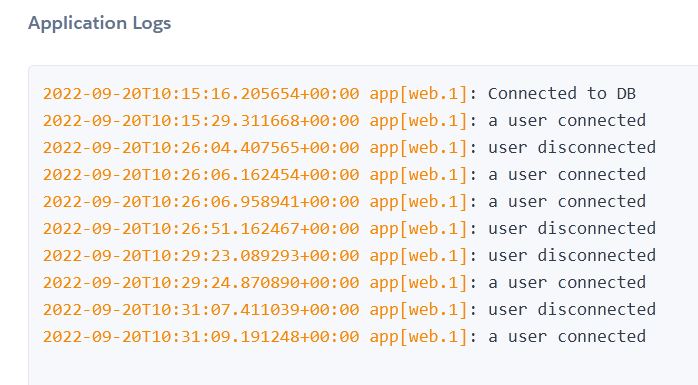 Application Logs
2022-09-20T10:15:16.205654+00:00 app[web.1]: Connected to DB
2022-09-20T10:15:29.311668+00:00 app[web.1]: a user connected
2022-09-20T10:26:04.407565+00:00 app[web.1]: user disconnected
2022-09-20T10:26:06.162454+00:00 app[web.1]: a user connected
2022-09-20T10:26:06.958941+00:00 app[web.1]: a user connected
2022-09-20T10:26:51.162467+00:00 app[web.1]: user disconnected
2022-09-20T10:29:23.089293+00:00 app[web.1]: user disconnected
2022-09-20T10:29:24.870890+00:00 app[web.1]: a user connected
2022-09-20T10:31:07.411039+00:00 app[web.1]: user disconnected
2022-09-20T10:31:09.191248+00:00 app[web.1]: a user connected